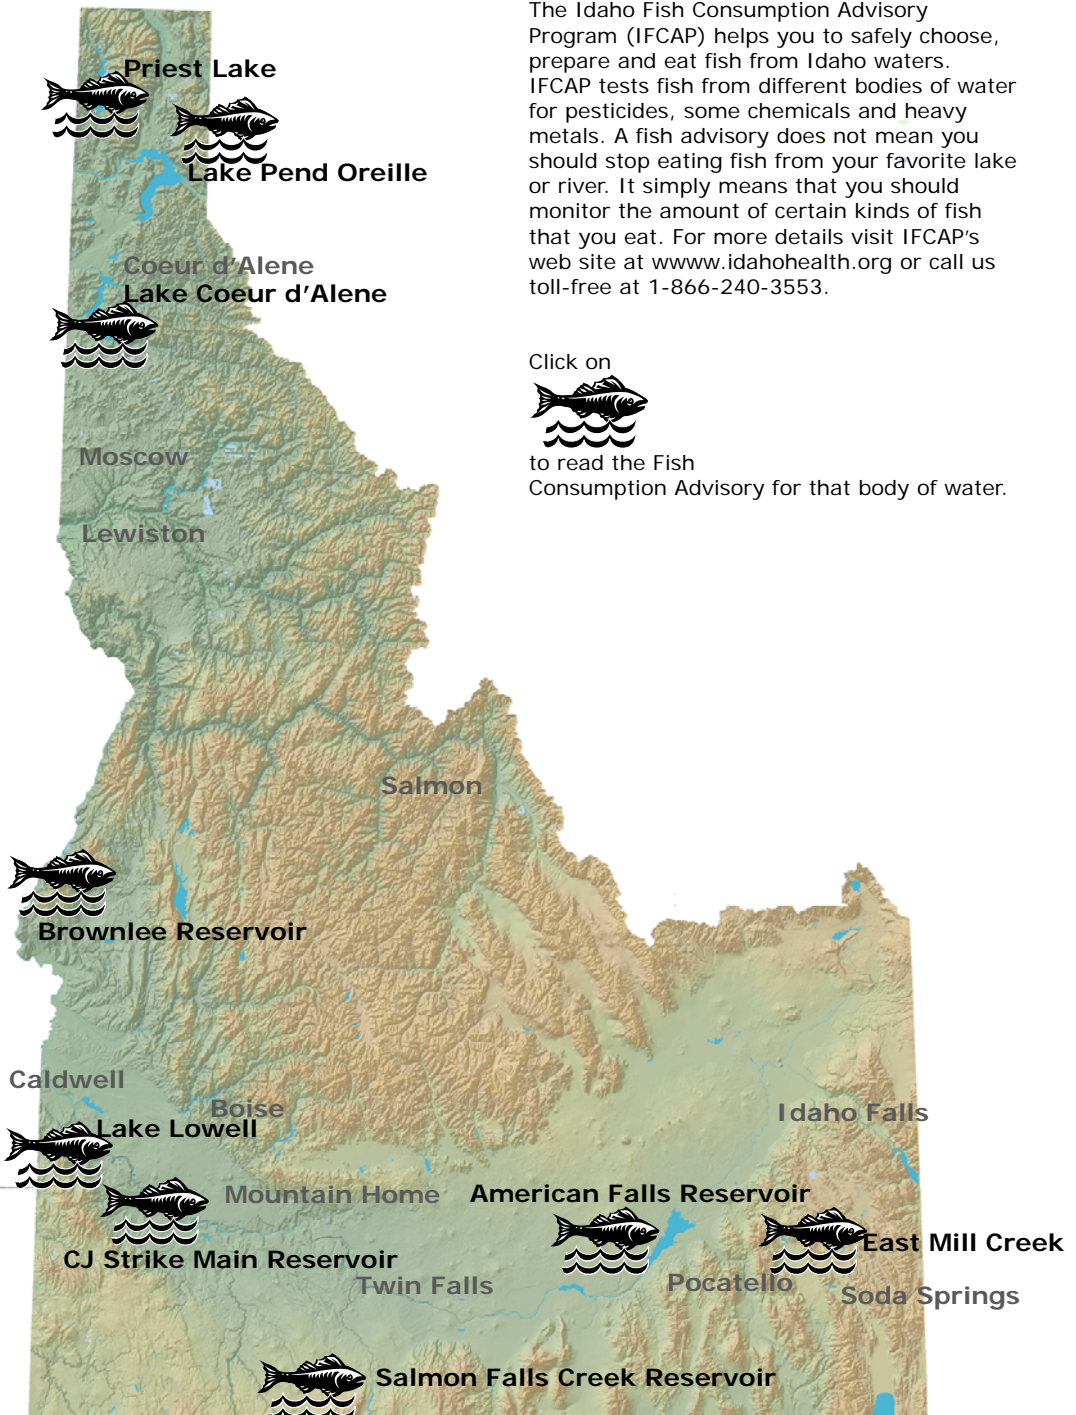 The Idaho Fish Consumption Advisory
Program (IFCAP) helps you to safely choose,
prepare and eat fish from Idaho waters.
IFCAP tests fish from different bodies of water
for pesticides, some chemicals and heavy
metals. A fish advisory does not mean you
should stop eating fish from your favorite lake
or river. It simply means that you should
monitor the amount of certain kinds of fish
that you eat. For more details visit IFCAP's
web site at wwww.idahohealth.org or call us
toll-free at 1-866-240-3553.
Click on
to read the Fish
Consumption Advisory for that body of water.
Priest Lake
Lake Pend Oreille
Coeur d'Alene
Lake Coeur d'Alene
Moscow
Lewiston
Salmon
Brownlee Reservoir
Caldwell
Boise
Idaho Falls
Lake Lowell
Mountain Home
American Falls Reservoir
East Mill Creek
CJ Strike Main Reservoir
Twin Falls
Pocatello
Soda Springs
Salmon Falls Creek Reservoir